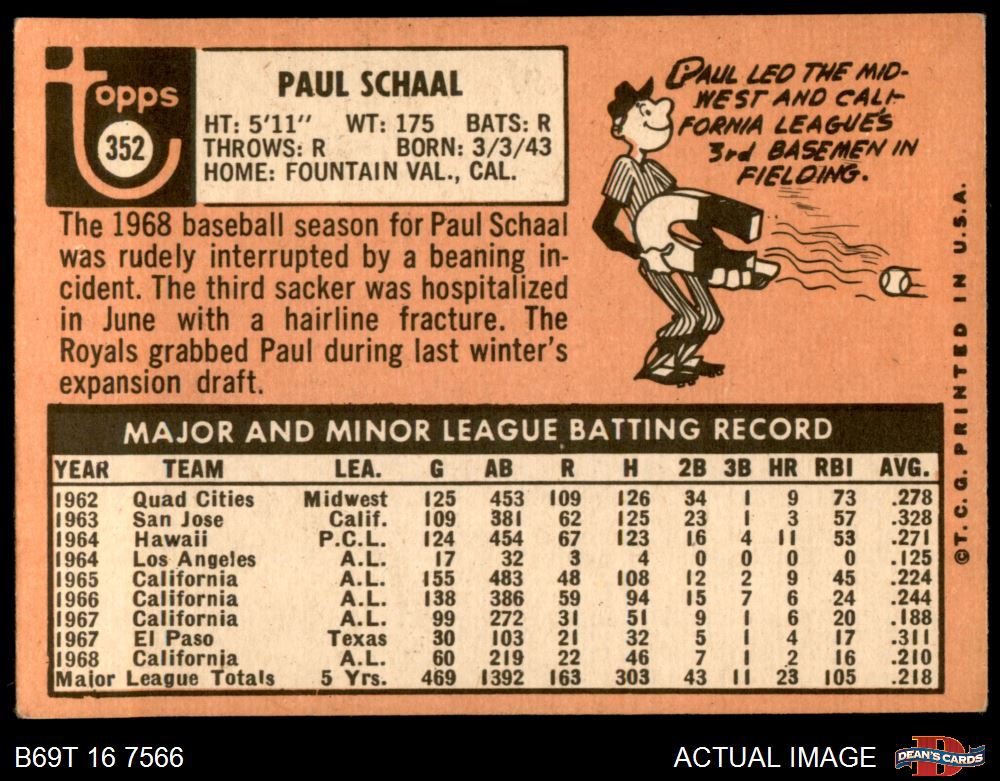 Topps
352
PAUL SCHAAL
HT: 5'11" WT: 175 BATS: R
THROWS: R BORN: 3/3/43
HOME: FOUNTAIN VAL., CAL.
PAUL LED THE MID-
WEST AND CALI-
FORNIA LEAGUE'S
3rd BASEMEN IN
FIELDING.
The 1968 baseball season for Paul Schaal
was rudely interrupted by a beaning in-
cident. The third sacker was hospitalized
in June with a hairline fracture. The
Royals grabbed Paul during last winter's
expansion draft.
MAJOR AND MINOR LEAGUE BATTING RECORD
YEAR TEAM LEA. G AB R H 2B 3B HR RBI AVG.
1962 Quad Cities Midwest 125 453 109 126 34 1 9 73 .278
1963 San Jose Calif. 109 381 62 125 23 1 3 57 .328
1964 Hawaii P.C.L. 124 454 67 123 16 4 11 53 .271
1964 Los Angeles A.L. 17 32 3 4 0 0 0 0 .125
1965 California A.L. 155 483 48 108 12 2 9 45 .224
1966 California A.L. 138 386 59 94 15 7 6 24 .244
1967 California A.L. 99 272 31 51 9 1 6 20 .188
1967 El Paso Texas 30 103 21 32 5 1 4 17 .311
1968 California A.L. 60 219 22 46 7 1 2 16 .210
Major League Totals 5 Yrs. 469 1392 163 303 43 11 23 105 .218
©T. C. G. PRINTED IN U.S.A.
B69T 16 7566
ACTUAL IMAGE
DEAN'S CARDS